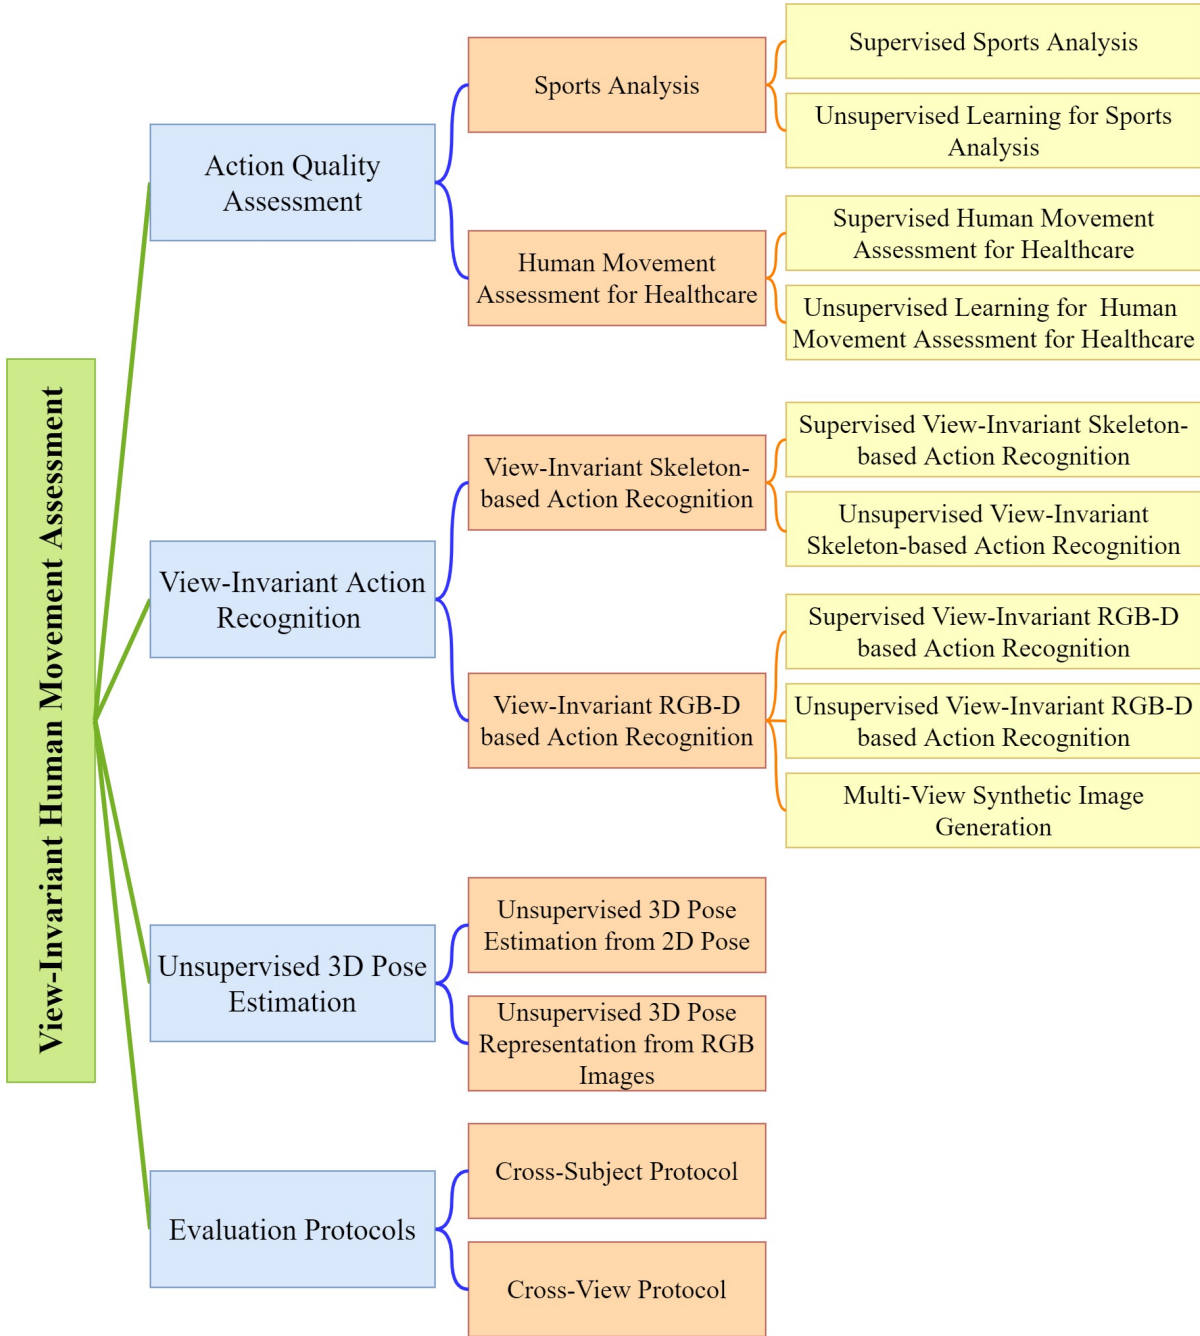 View-Invariant Human Movement Assessment
Action Quality
Assessment
Sports Analysis
Supervised Sports Analysis
Unsupervised Learning for Sports
Analysis
Human Movement
Assessment for Healthcare
Supervised Human Movement
Assessment for Healthcare
Unsupervised Learning for Human
Movement Assessment for Healthcare
View-Invariant Action
Recognition
View-Invariant Skeleton-
based Action Recognition
Supervised View-Invariant Skeleton-
based Action Recognition
Unsupervised View-Invariant
Skeleton-based Action Recognition
View-Invariant RGB-D
based Action Recognition
Supervised View-Invariant RGB-D
based Action Recognition
Unsupervised View-Invariant RGB-D
based Action Recognition
Multi-View Synthetic Image
Generation
Unsupervised 3D Pose
Estimation
Unsupervised 3D Pose
Estimation from 2D Pose
Unsupervised 3D Pose
Representation from RGB
Images
Evaluation Protocols
Cross-Subject Protocol
Cross-View Protocol